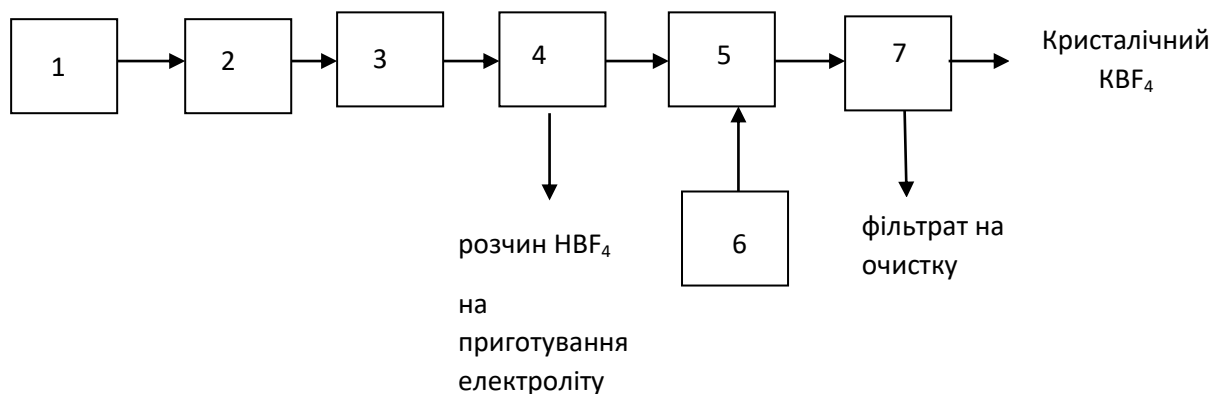 1
2
3
4
5
7
Кристалічний
KBF₄
6
розчин HBF₄
на
приготування
електроліту
фільтрат на
очистку